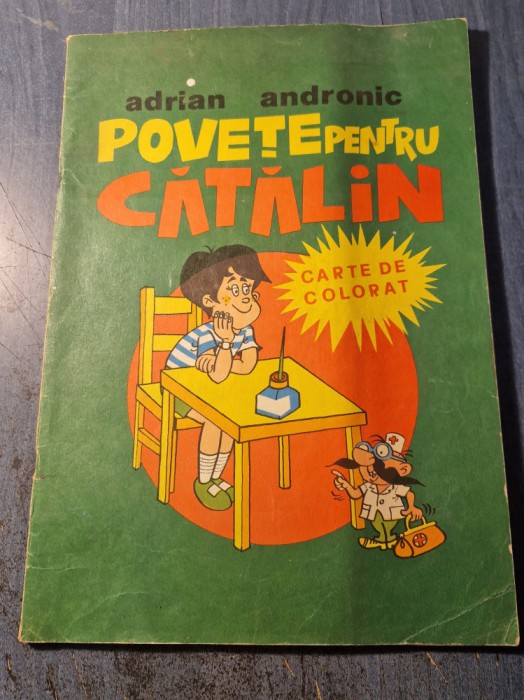 adrian andronic
POVEȚE PENTRU
CĂTĂLiN
CARTE DE
COLORAT